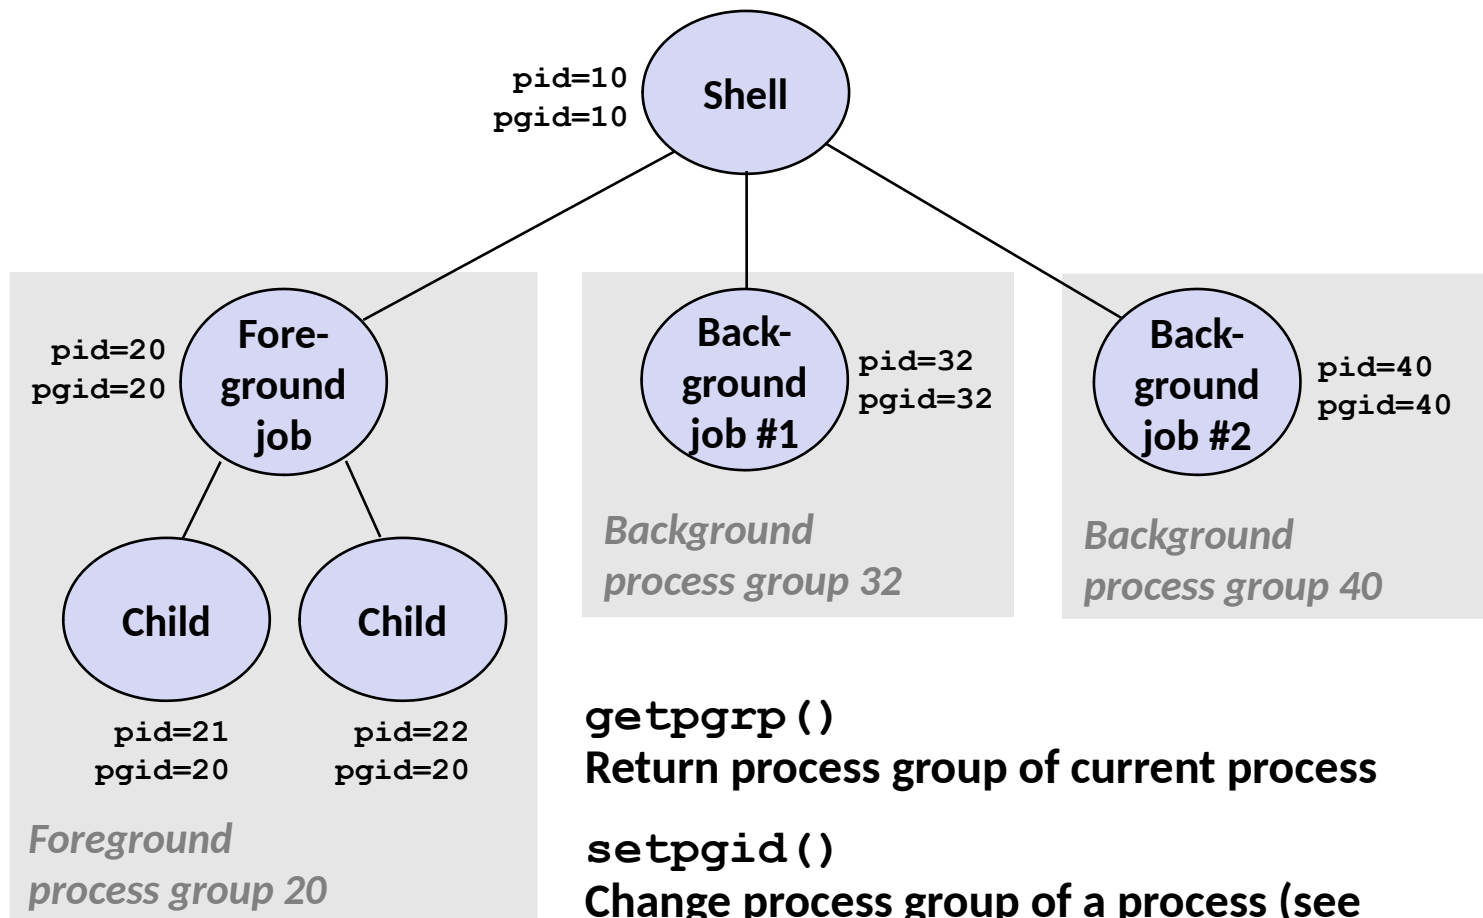 pid=10
pgid=10
Shell
pid=20
pgid=20
Fore-
ground
job
Back-
ground
job #1
pid=32
pgid=32
Back-
ground
job #2
pid=40
pgid=40
Background
process group 32
Background
process group 40
Child
Child
pid=21
pgid=20
pid=22
pgid=20
Foreground
process group 20
getpgrp()
Return process group of current process
setpgid()
Change process group of a process (see